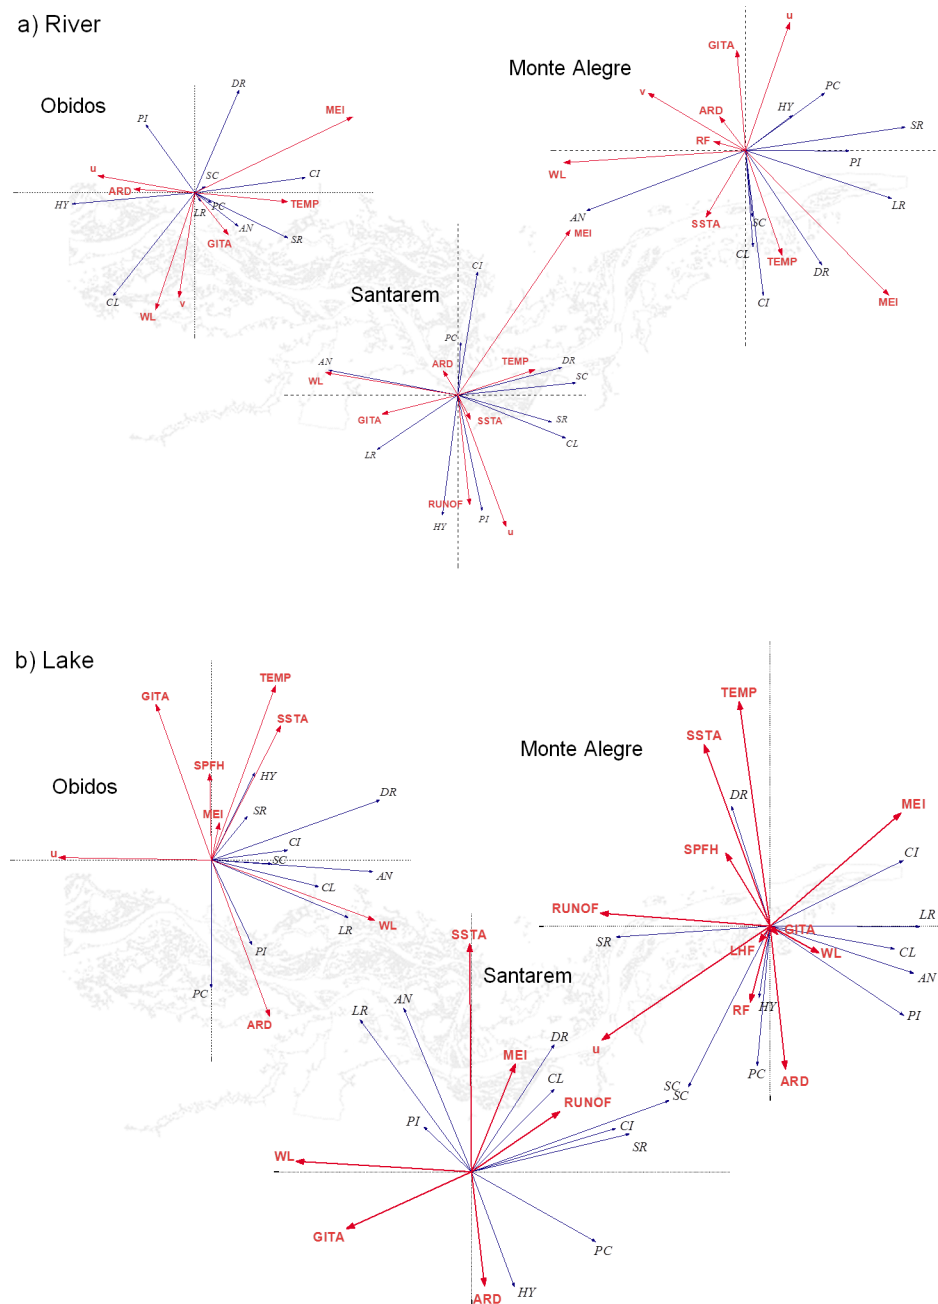 a) River
Obidos
DR
MEI
PI
u
SC
CI
ARD
HY
LR
PC
TEMP
AN
GITA
SR
CL
WL
v
Monte Alegre
u
GITA
v
ARD
HY
PC
SR
RF
WL
PI
AN
SSTA
SC
LR
CL
TEMP
DR
CI
MEI
Santarem
MEI
CI
PC
AN
WL
ARD
TEMP
DR
SC
GITA
SSTA
SR
LR
CL
RUNOF
HY
PI
u
b) Lake
Obidos
GITA
TEMP
SSTA
SPFH
HY
MEI
SR
DR
u
CI
SC
AN
CL
LR
WL
PI
PC
ARD
Monte Alegre
TEMP
SSTA
DR
MEI
SPFH
CI
RUNOF
LR
SR
LHF
GITA
WL
CL
AN
RF
HY
PI
u
PC
ARD
SC
Santarem
SSTA
AN
LR
MEI
DR
CL
SC
RUNOF
PI
CI
SR
WL
GITA
PC
ARD
HY